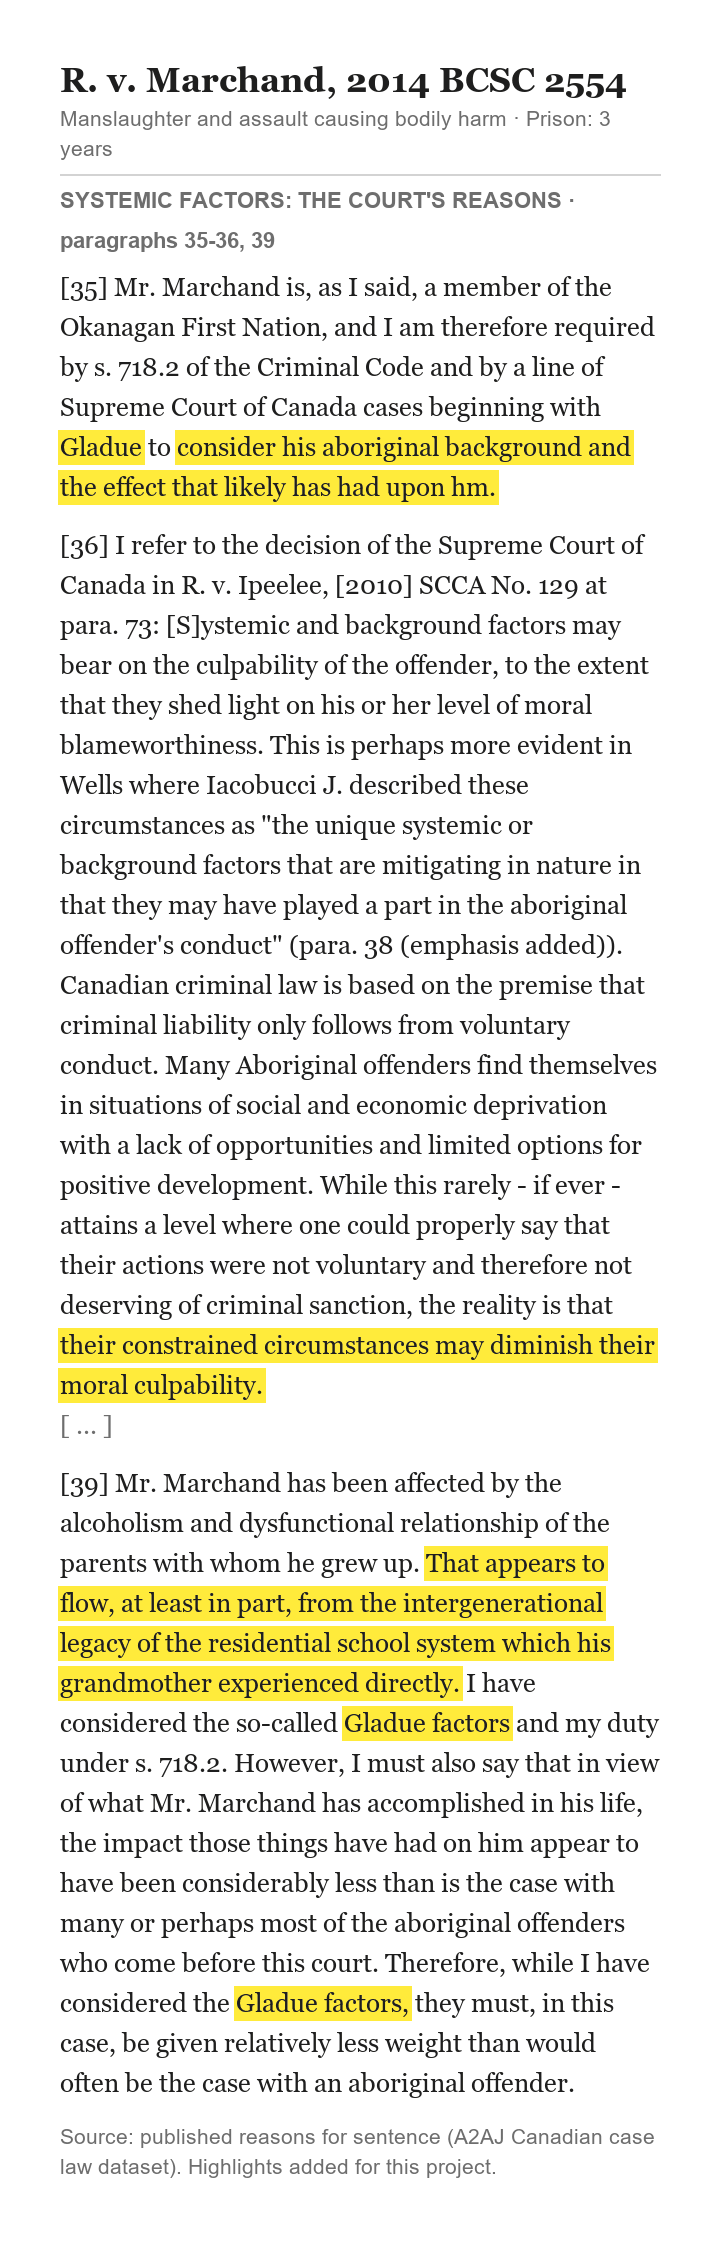 R. v. Marchand, 2014 BCSC 2554
Manslaughter and assault causing bodily harm · Prison: 3
years
SYSTEMIC FACTORS: THE COURT'S REASONS ·
paragraphs 35-36, 39
[35] Mr. Marchand is, as I said, a member of the
Okanagan First Nation, and I am therefore required
by s. 718.2 of the Criminal Code and by a line of
Supreme Court of Canada cases beginning with
Gladue to consider his aboriginal background and
the effect that likely has had upon hm.
[36] I refer to the decision of the Supreme Court of
Canada in R. v. Ipeelee, [2010] SCCA No. 129 at
para. 73: [S]ystemic and background factors may
bear on the culpability of the offender, to the extent
that they shed light on his or her level of moral
blameworthiness. This is perhaps more evident in
Wells where Iacobucci J. described these
circumstances as "the unique systemic or
background factors that are mitigating in nature in
that they may have played a part in the aboriginal
offender's conduct" (para. 38 (emphasis added)).
Canadian criminal law is based on the premise that
criminal liability only follows from voluntary
conduct. Many Aboriginal offenders find themselves
in situations of social and economic deprivation
with a lack of opportunities and limited options for
positive development. While this rarely - if ever -
attains a level where one could properly say that
their actions were not voluntary and therefore not
deserving of criminal sanction, the reality is that
their constrained circumstances may diminish their
moral culpability.
[ ... ]
[39] Mr. Marchand has been affected by the
alcoholism and dysfunctional relationship of the
parents with whom he grew up. That appears to
flow, at least in part, from the intergenerational
legacy of the residential school system which his
grandmother experienced directly. I have
considered the so-called Gladue factors and my duty
under s. 718.2. However, I must also say that in view
of what Mr. Marchand has accomplished in his life,
the impact those things have had on him appear to
have been considerably less than is the case with
many or perhaps most of the aboriginal offenders
who come before this court. Therefore, while I have
considered the Gladue factors, they must, in this
case, be given relatively less weight than would
often be the case with an aboriginal offender.
Source: published reasons for sentence (A2AJ Canadian case
law dataset). Highlights added for this project.